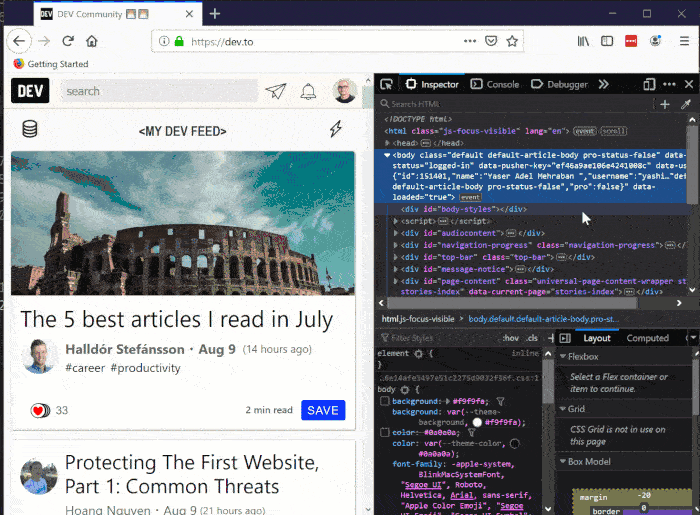 DEV Community
https://dev.to
Getting Started
DEV
search
<MY DEV FEED>
The 5 best articles I read in July
Halldór Stefánsson • Aug 9 (14 hours ago)
#career #productivity
33
2 min read
SAVE
Protecting The First Website,
Part 1: Common Threats
Hoang Nguyen • Aug 9 (21 hours ago)
Inspector
Console
Debugger
Search HTML
<!DOCTYPE html>
<html class="js-focus-visible" lang="en"> event scroll
<head> </head>
<body class="default default-article-body pro-status-false" data-
status="logged-in" data-pusher-key="ef46a9ae106e4241008c" data-us
{"id":151401,"name":"Yaser Adel Mehraban ","username":"yashi…"def
default-article-body pro-status-false","pro":false}" data-
loaded="true"> event
<div id="body-styles"></div>
<script> </script>
<div id="audiocontent"> </div>
<div id="navigation-progress" class="navigation-progress"> </
<div id="top-bar" class="top-bar"> </div>
<div id="message-notice"> </div>
<div id="page-content" class="universal-page-content-wrapper st
stories-index" data-current-page="stories-index"> </div>
html.js-focus-visible
body.default.default-article-body.pro-st…
Filter Styles
:hov .cls
Layout
Computed
element { inline
}
body {
background: #f9f9fa;
background: var(--theme-
background, #f9f9fa);
color: #0a0a0a;
color: var(--theme-color,
#0a0a0a);
font-family: -apple-system,
BlinkMacSystemFont,
"Segoe UI", Roboto,
Helvetica, Arial, sans-serif,
"Apple Color Emoji", "Segoe
Flexbox
Select a Flex container or
item to continue.
Grid
CSS Grid is not in use on
this page
Box Model
margin
-20
border
0